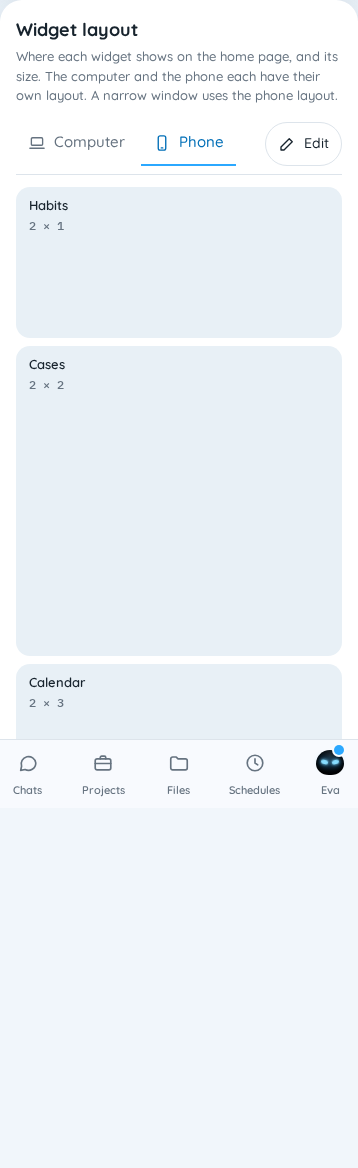 Widget layout
Where each widget shows on the home page, and its
size. The computer and the phone each have their
own layout. A narrow window uses the phone layout.
Computer
Phone
Edit
Habits
2 × 1
Cases
2 × 2
Calendar
2 × 3
Chats
Projects
Files
Schedules
Eva